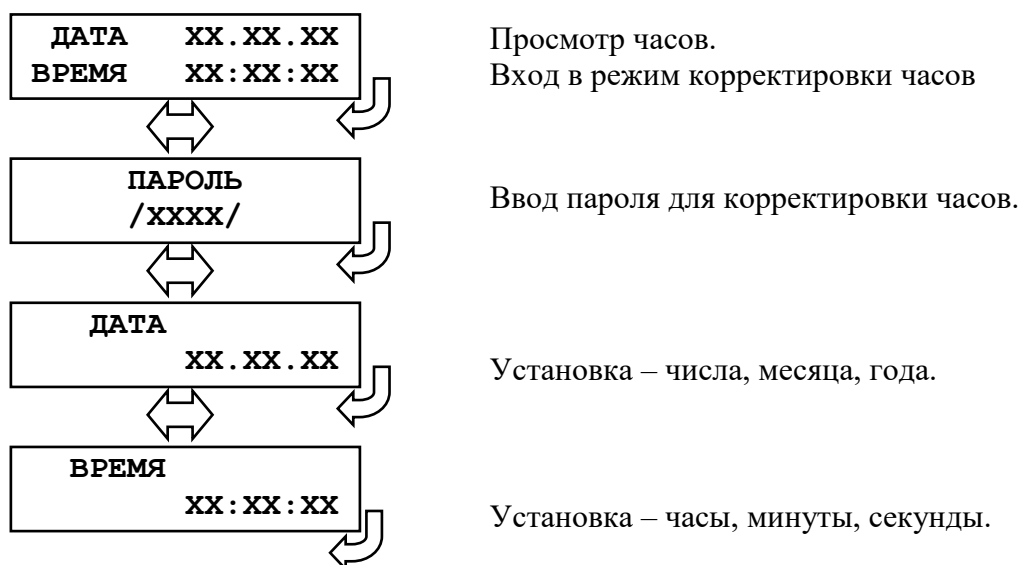 ДАТА XX.XX.XX
ВРЕМЯ XX:XX:XX
Просмотр часов.
Вход в режим корректировки часов
ПАРОЛЬ
/XXXX/
Ввод пароля для корректировки часов.
ДАТА
XX.XX.XX
Установка – числа, месяца, года.
ВРЕМЯ
XX:XX:XX
Установка – часы, минуты, секунды.